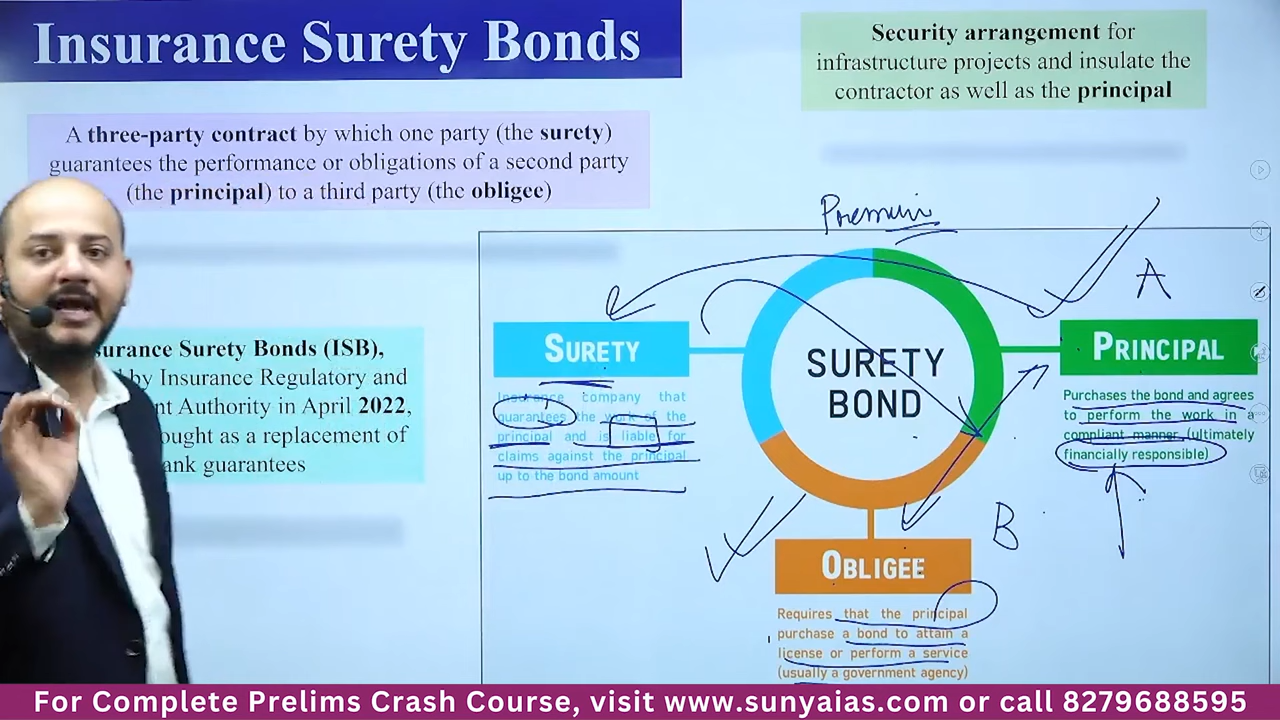 Insurance Surety Bonds
Security arrangement for
infrastructure projects and insulate the
contractor as well as the principal
A three-party contract by which one party (the surety)
guarantees the performance or obligations of a second party
(the principal) to a third party (the obligee)
Premium
A
SURETY
PRINCIPAL
SURETY
BOND
surance Surety Bonds (ISB),
by Insurance Regulatory and
nt Authority in April 2022,
ought as a replacement of
ank guarantees
Insurance company that
guarantees the work of the
principal and is liable for
claims against the principal
up to the bond amount
Purchases the bond and agrees
to perform the work in a
compliant manner (ultimately
financially responsible)
B
OBLIGEE
Requires that the principal
purchase a bond to attain a
license or perform a service
(usually a government agency)
For Complete Prelims Crash Course, visit www.sunyaias.com or call 8279688595